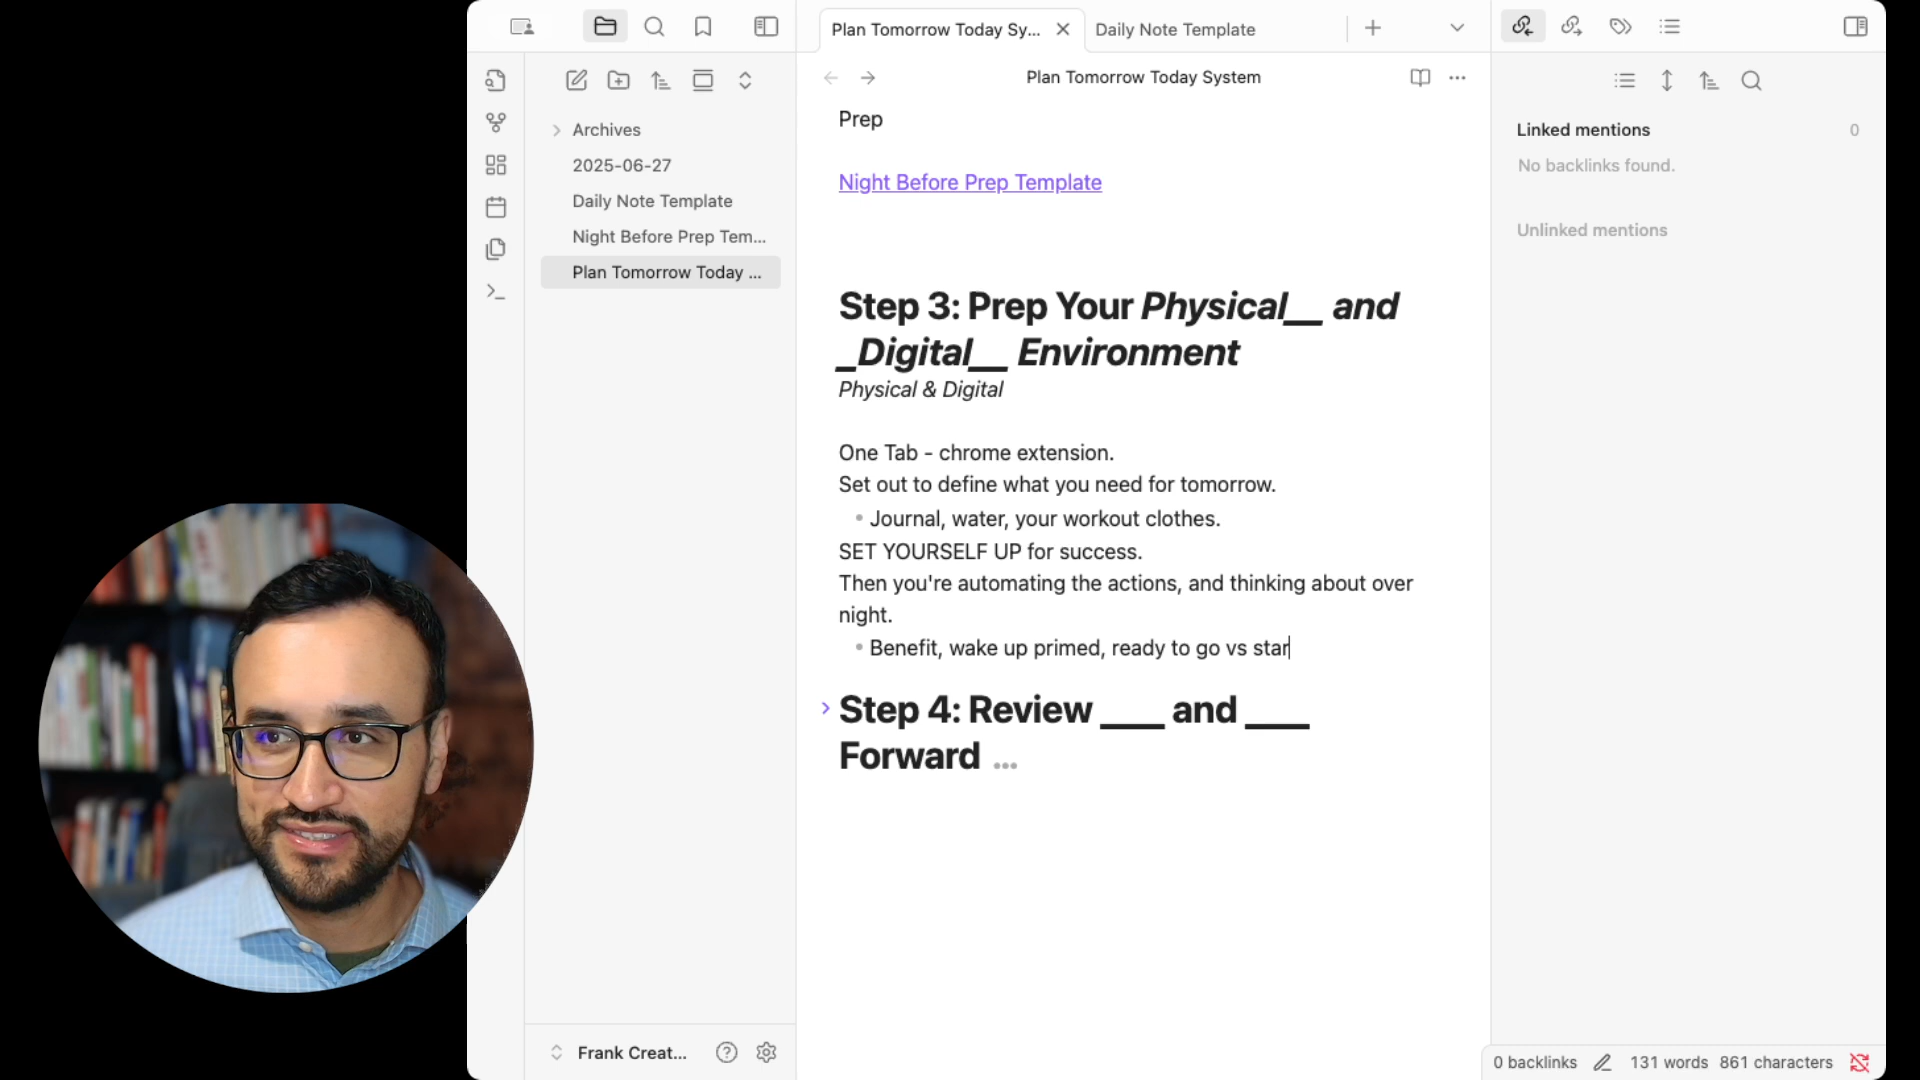 Plan Tomorrow Today Sy...
Daily Note Template
Plan Tomorrow Today System
Archives
2025-06-27
Daily Note Template
Night Before Prep Tem...
Plan Tomorrow Today ...
Prep
Night Before Prep Template
Step 3: Prep Your Physical__ and
_Digital__ Environment
Physical & Digital
One Tab - chrome extension.
Set out to define what you need for tomorrow.
• Journal, water, your workout clothes.
SET YOURSELF UP for success.
Then you're automating the actions, and thinking about over
night.
• Benefit, wake up primed, ready to go vs star
Step 4: Review ____ and ____
Forward ...
Linked mentions 0
No backlinks found.
Unlinked mentions
Frank Creat...
0 backlinks 131 words 861 characters